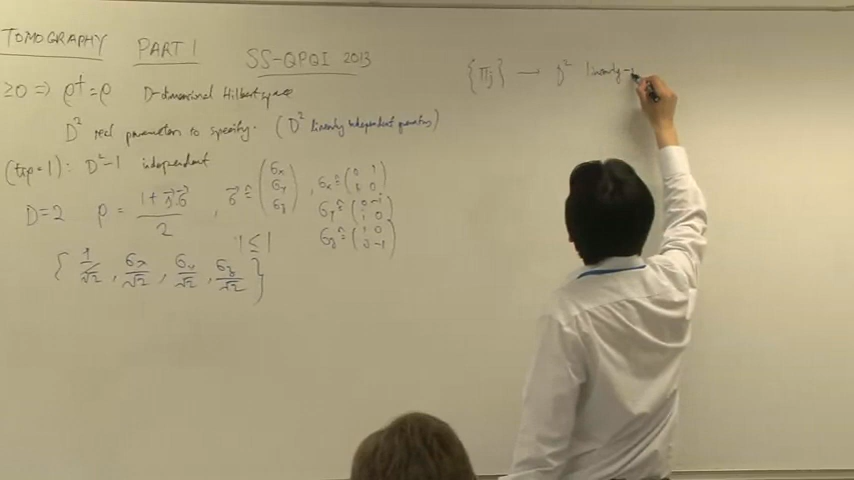 TOMOGRAPHY PART 1 SS-QPQI 2013
≥0 => ρ†=ρ D-dimensional Hilbert space
D² real parameters to specify. (D² linearly independent operators)
(trρ=1): D²-1 independent
D=2 ρ = (1+s⃗·σ⃗)/2 , σ⃗ ≙ (σx σy σz) , σx ≙ (0 1 1 0)
σy ≙ (0 -i i 0)
| ≤ 1 σz ≙ (1 0 0 -1)
{ 1/√2 , σx/√2 , σy/√2 , σz/√2 }
{Πj} → D² linearly-